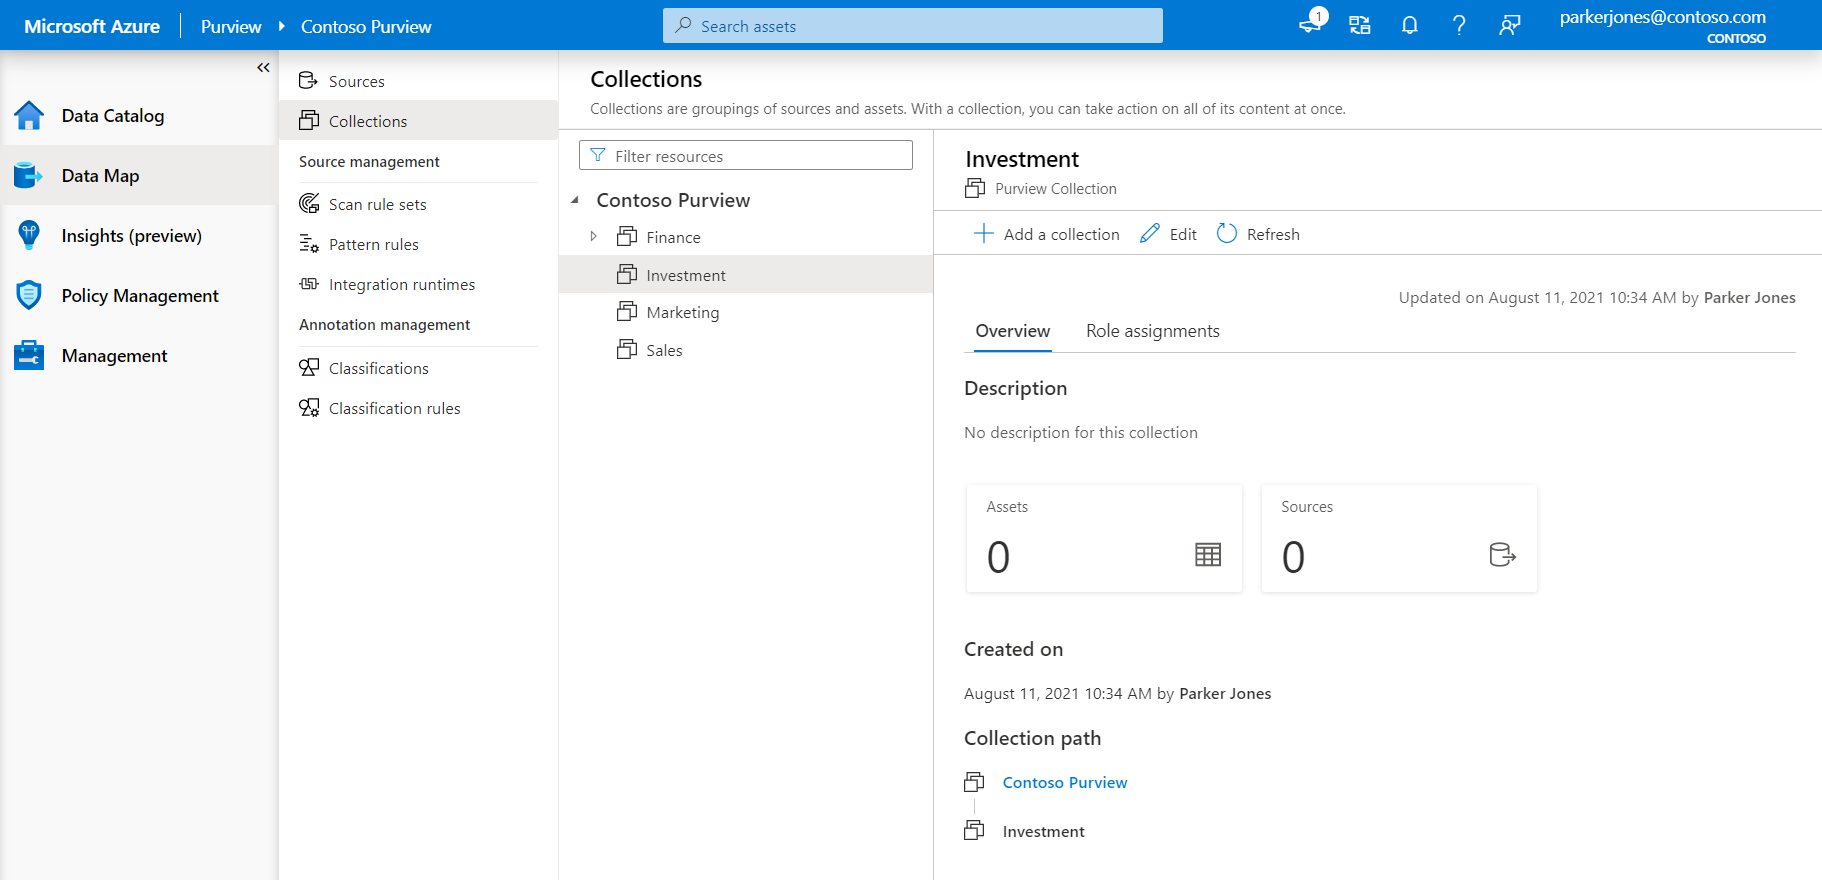 Microsoft Azure
Purview
Contoso Purview
Search assets
1
parkerjones@contoso.com
CONTOSO
Data Catalog
Data Map
Insights (preview)
Policy Management
Management
Sources
Collections
Source management
Scan rule sets
Pattern rules
Integration runtimes
Annotation management
Classifications
Classification rules
Collections
Collections are groupings of sources and assets. With a collection, you can take action on all of its content at once.
Filter resources
Contoso Purview
Finance
Investment
Marketing
Sales
Investment
Purview Collection
Add a collection
Edit
Refresh
Updated on August 11, 2021 10:34 AM by Parker Jones
Overview
Role assignments
Description
No description for this collection
Assets
0
Sources
0
Created on
August 11, 2021 10:34 AM by Parker Jones
Collection path
Contoso Purview
Investment